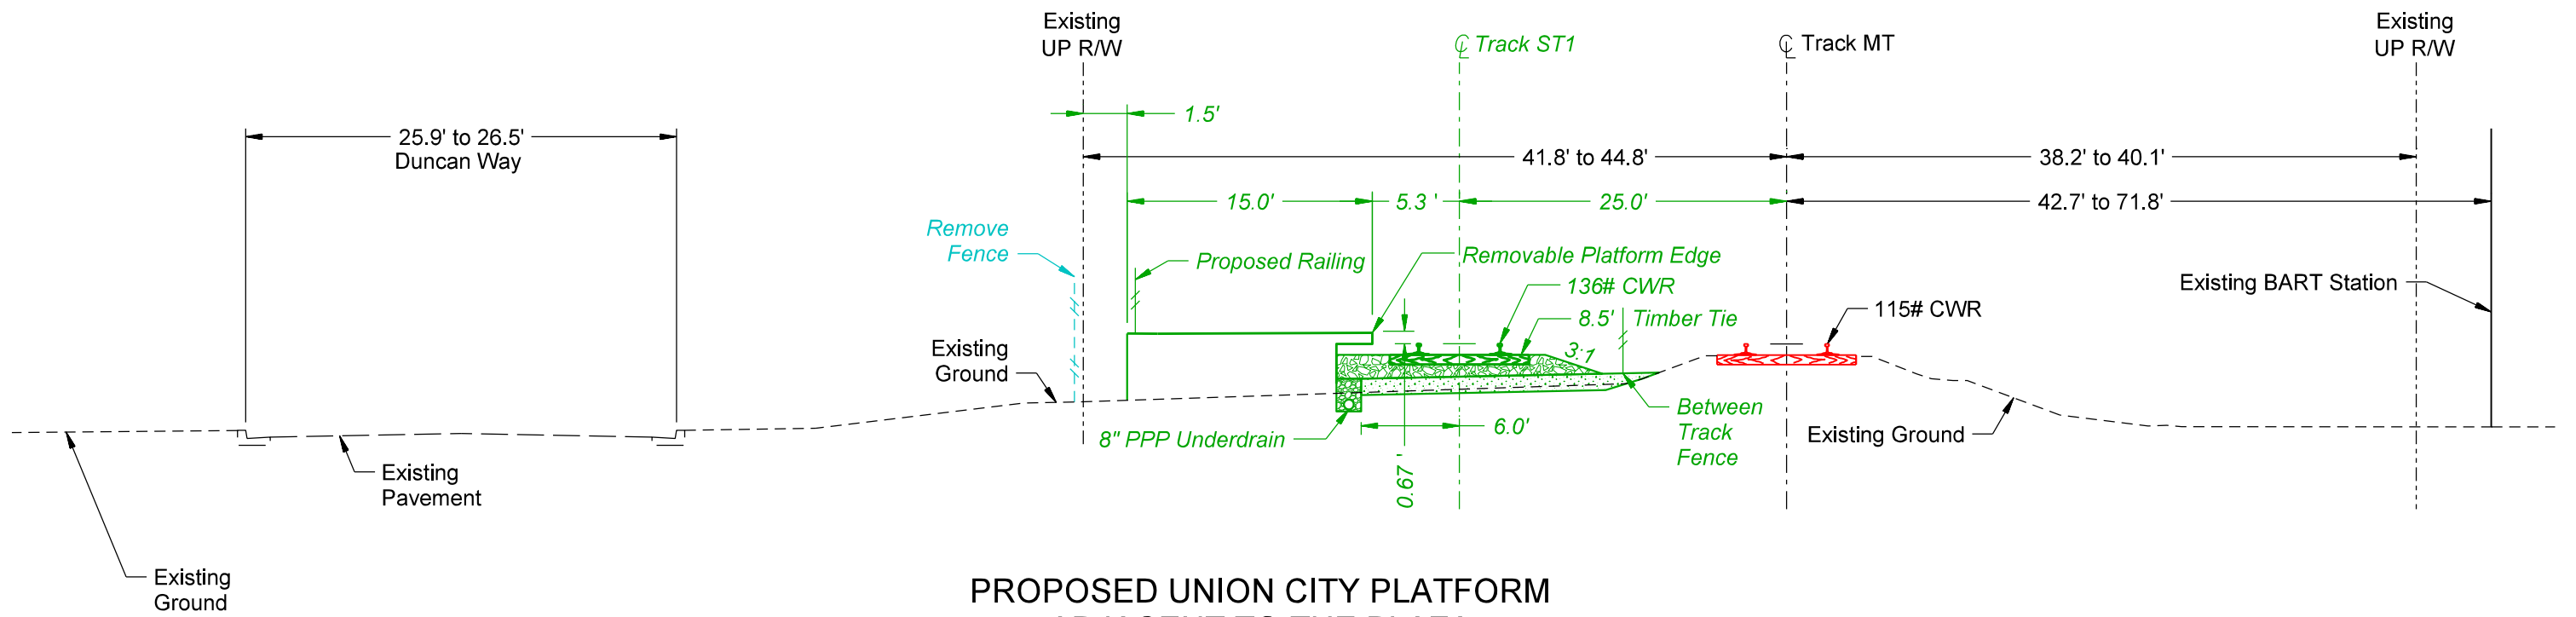 Existing
UP R/W
℄ Track ST1
℄ Track MT
Existing
UP R/W
1.5'
25.9' to 26.5'
Duncan Way
41.8' to 44.8'
38.2' to 40.1'
15.0'
5.3 '
25.0'
42.7' to 71.8'
Remove
Fence
Proposed Railing
Removable Platform Edge
136# CWR
8.5' Timber Tie
115# CWR
Existing BART Station
Existing
Ground
3:1
8" PPP Underdrain
6.0'
0.67 '
Between
Track
Fence
Existing Ground
Existing
Pavement
Existing
Ground
PROPOSED UNION CITY PLATFORM
ADJACENT TO THE PLAZA